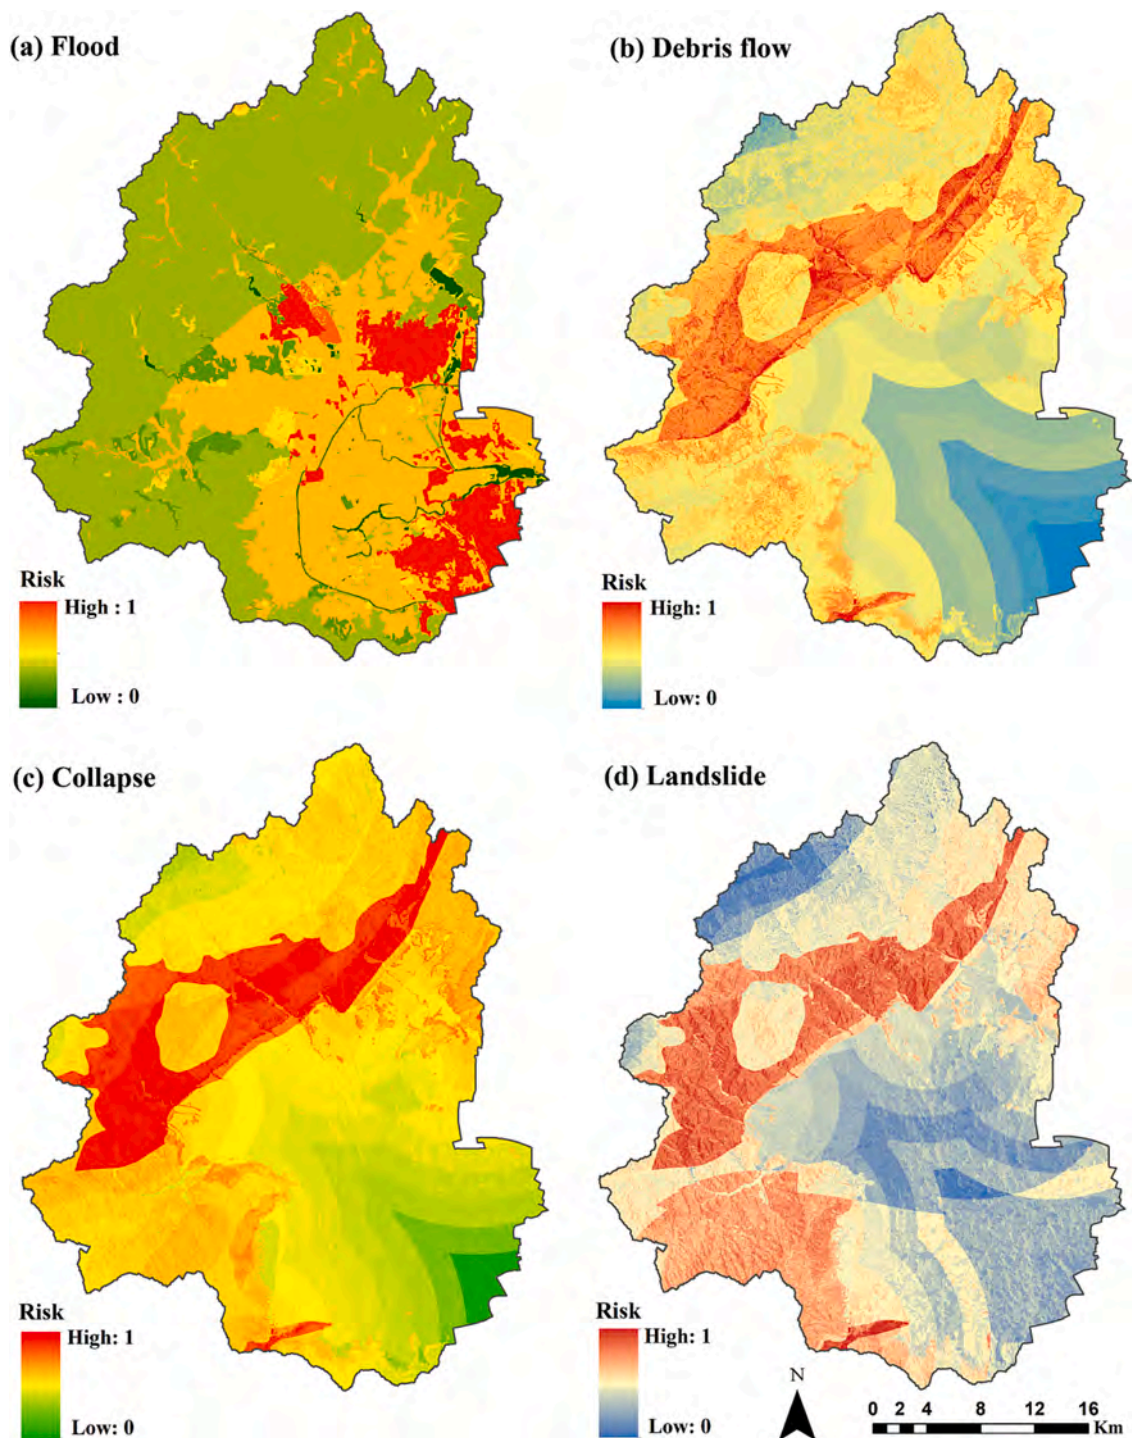 (a) Flood
(b) Debris flow
Risk
High : 1
Low : 0
High: 1
Low: 0
(c) Collapse
(d) Landslide
Risk
High: 1
Low: 0
Risk
High: 1
Low: 0
N
0 2 4 8 12 16
Km